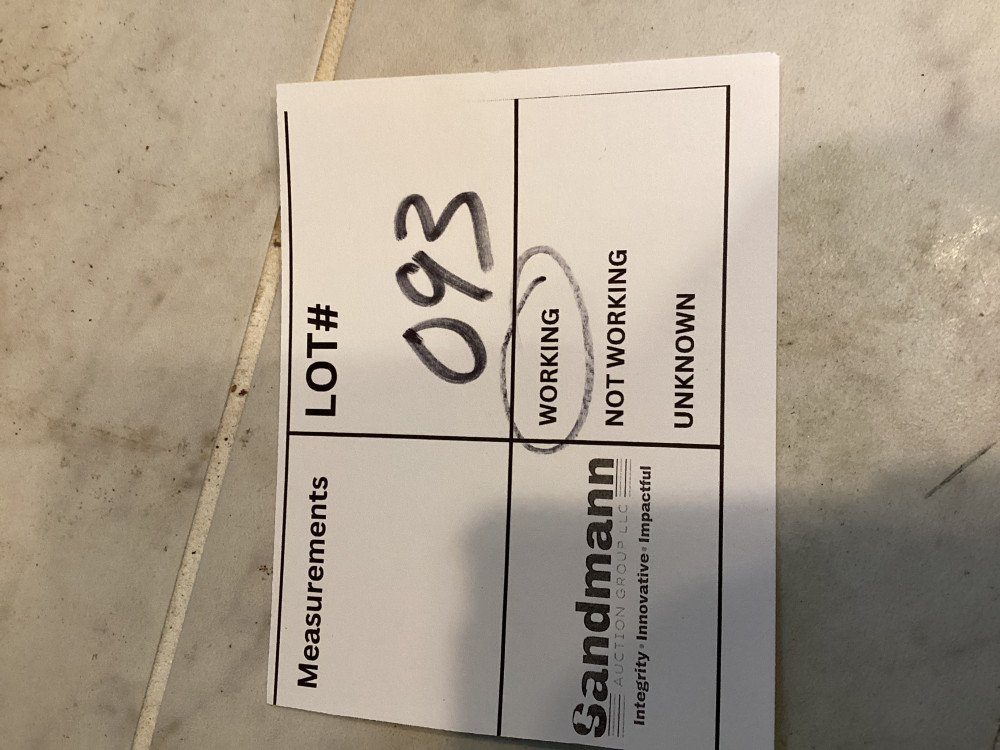 Measurements
LOT#
093
Sandmann
AUCTION GROUP LLC
Integrity • Innovative • Impactful
WORKING
NOT WORKING
UNKNOWN